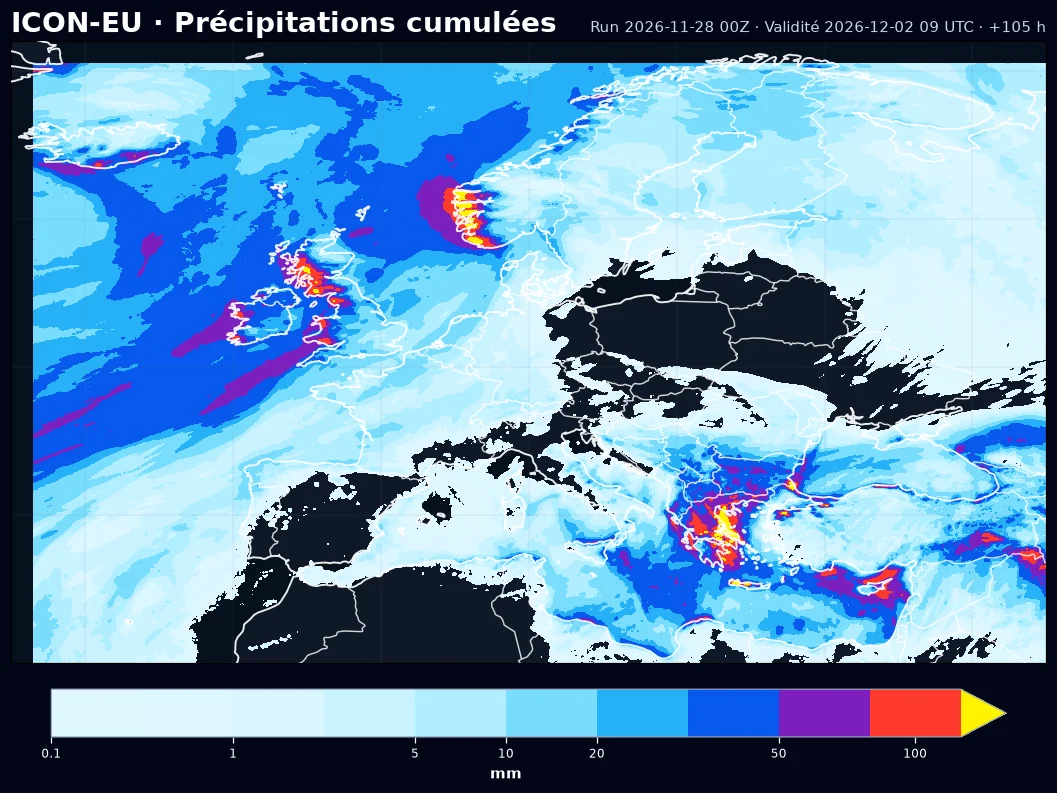 ICON-EU · Précipitations cumulées
Run 2026-11-28 00Z · Validité 2026-12-02 09 UTC · +105 h
0.1 1 5 10 20 50 100
mm